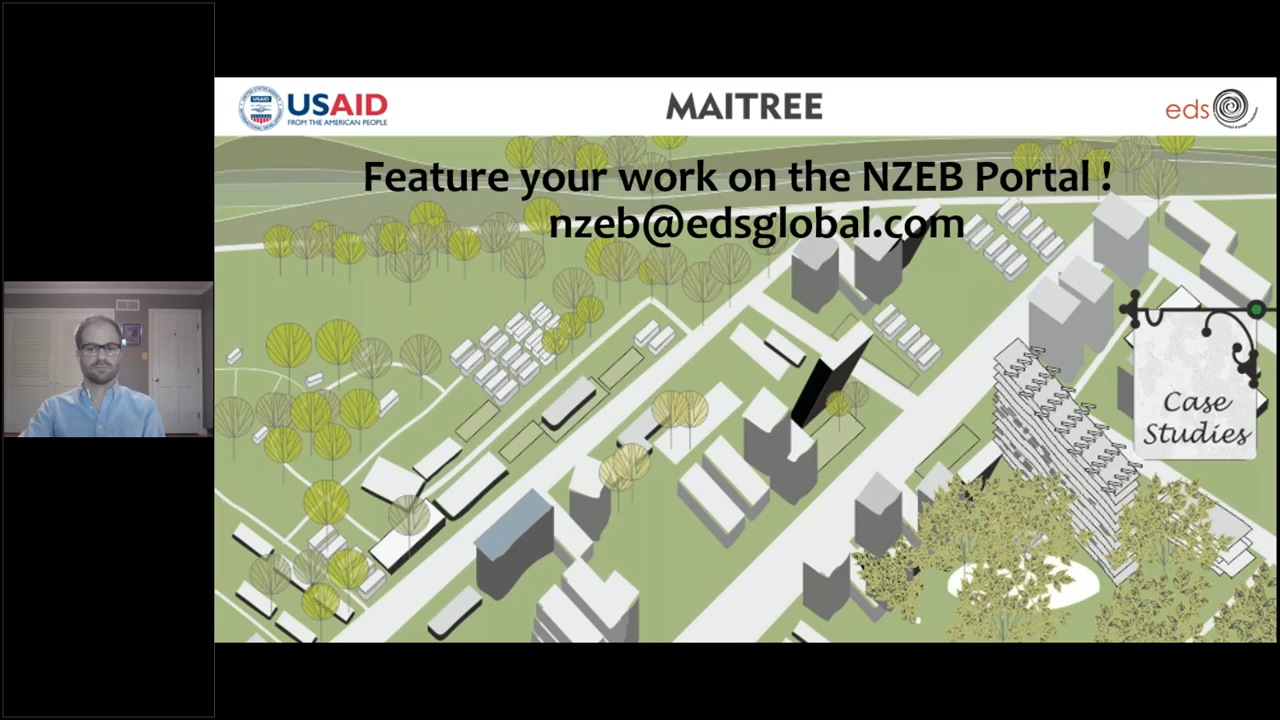 USAID
USAID
FROM THE AMERICAN PEOPLE
MAITREE
eds
Feature your work on the NZEB Portal !
nzeb@edsglobal.com
Case
Studies